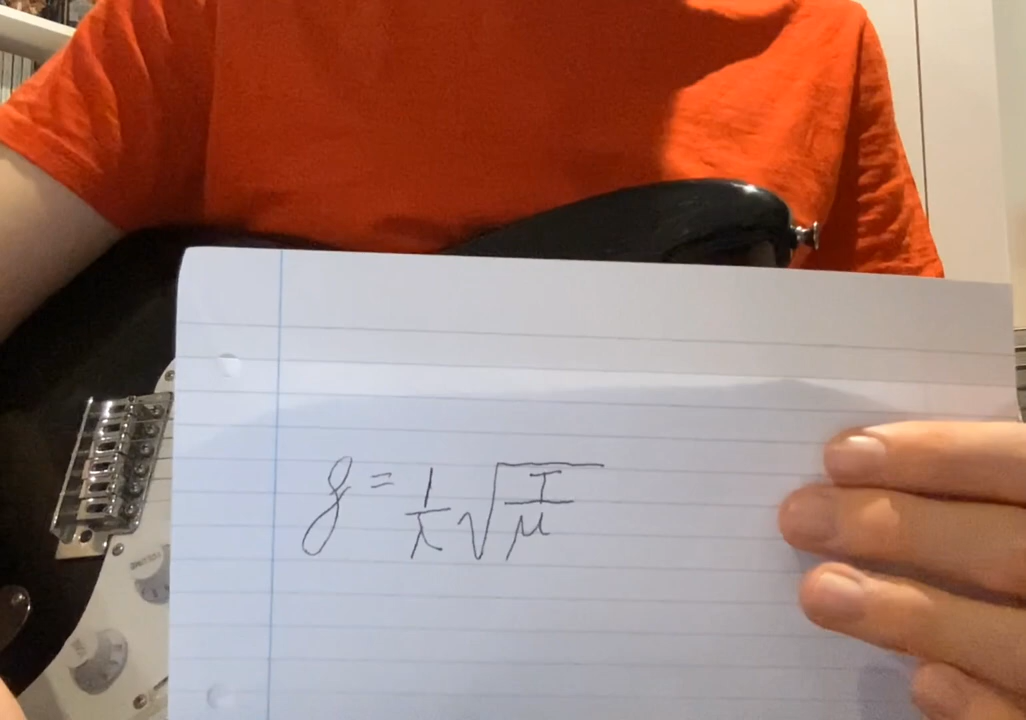 f = 1/λ √(T/μ)